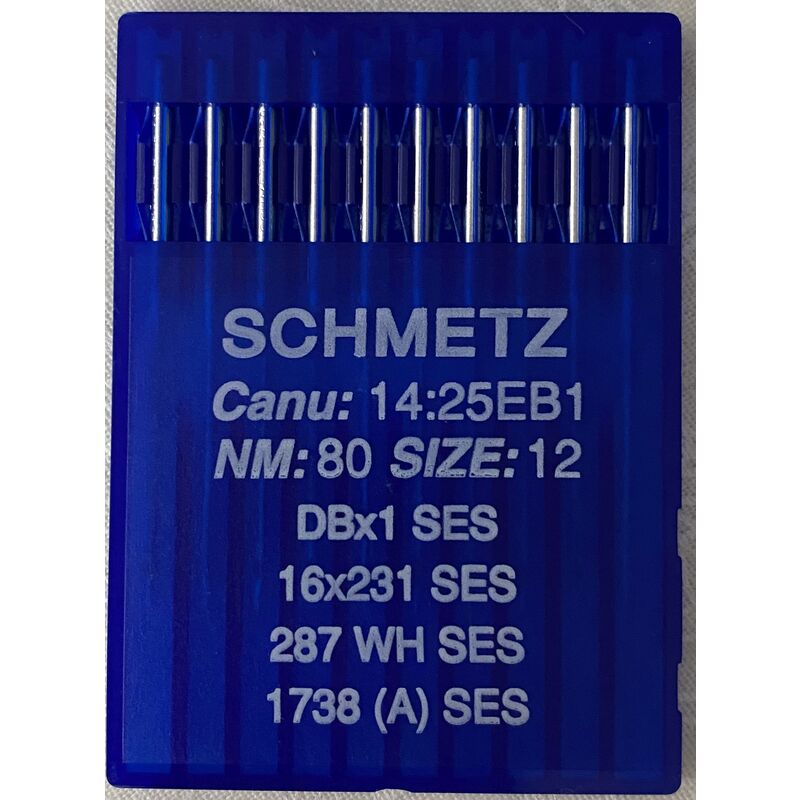 SCHMETZ
Canu: 14:25EB1
NM: 80 SIZE: 12
DBx1 SES
16x231 SES
287 WH SES
1738 (A) SES